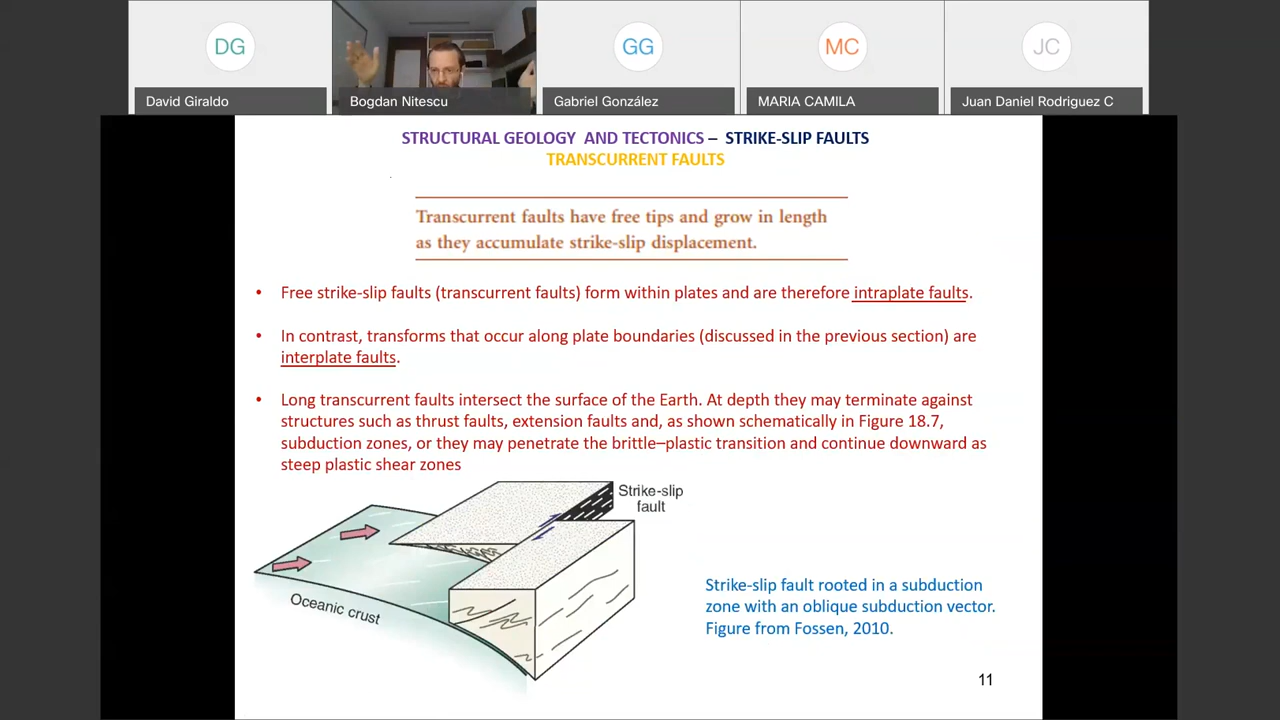 DG
GG
MC
JC
David Giraldo
Bogdan Nitescu
Gabriel González
MARIA CAMILA
Juan Daniel Rodriguez C
STRUCTURAL GEOLOGY AND TECTONICS – STRIKE-SLIP FAULTS
TRANSCURRENT FAULTS
Transcurrent faults have free tips and grow in length
as they accumulate strike-slip displacement.
• Free strike-slip faults (transcurrent faults) form within plates and are therefore intraplate faults.
• In contrast, transforms that occur along plate boundaries (discussed in the previous section) are
interplate faults.
• Long transcurrent faults intersect the surface of the Earth. At depth they may terminate against
structures such as thrust faults, extension faults and, as shown schematically in Figure 18.7,
subduction zones, or they may penetrate the brittle–plastic transition and continue downward as
steep plastic shear zones
Strike-slip
fault
Oceanic crust
Strike-slip fault rooted in a subduction
zone with an oblique subduction vector.
Figure from Fossen, 2010.
11